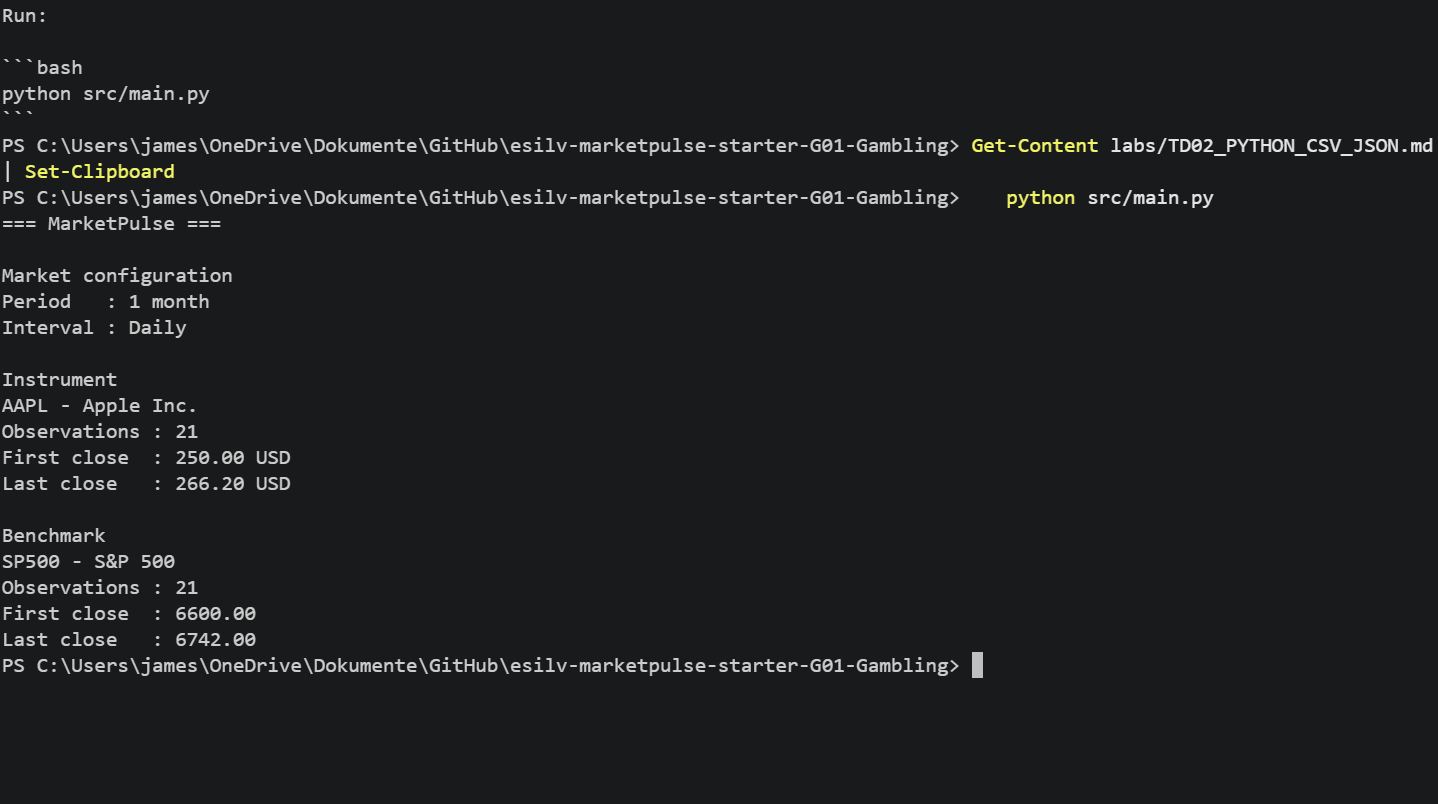 Run:
```bash
python src/main.py
```
PS C:\Users\james\OneDrive\Dokumente\GitHub\esilv-marketpulse-starter-G01-Gambling> Get-Content labs/TD02_PYTHON_CSV_JSON.md
| Set-Clipboard
PS C:\Users\james\OneDrive\Dokumente\GitHub\esilv-marketpulse-starter-G01-Gambling>    python src/main.py
=== MarketPulse ===
Market configuration
Period   : 1 month
Interval : Daily
Instrument
AAPL - Apple Inc.
Observations : 21
First close  : 250.00 USD
Last close   : 266.20 USD
Benchmark
SP500 - S&P 500
Observations : 21
First close  : 6600.00
Last close   : 6742.00
PS C:\Users\james\OneDrive\Dokumente\GitHub\esilv-marketpulse-starter-G01-Gambling>